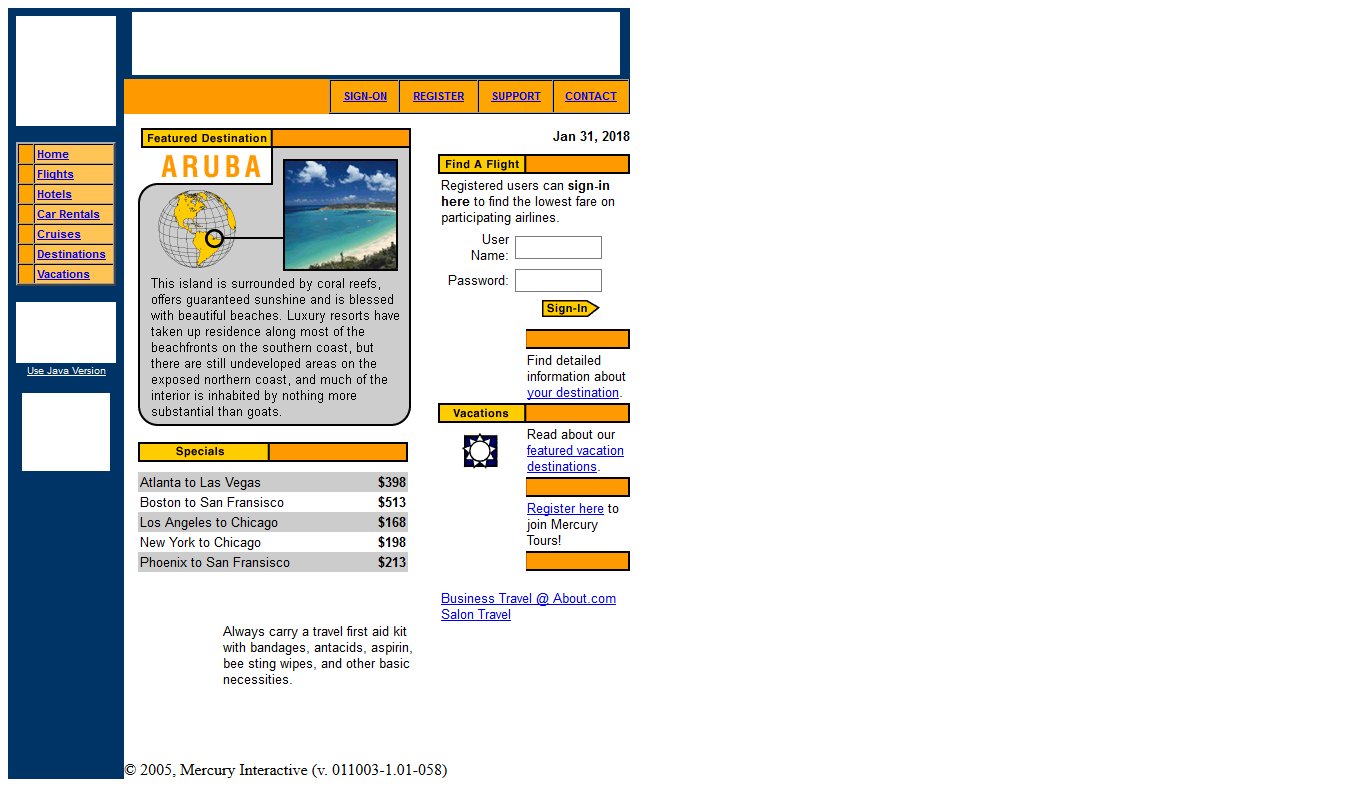 SIGN-ON REGISTER SUPPORT CONTACT
Home
Flights
Hotels
Car Rentals
Cruises
Destinations
Vacations
Use Java Version
Featured Destination
ARUBA
This island is surrounded by coral reefs,
offers guaranteed sunshine and is blessed
with beautiful beaches. Luxury resorts have
taken up residence along most of the
beachfronts on the southern coast, but
there are still undeveloped areas on the
exposed northern coast, and much of the
interior is inhabited by nothing more
substantial than goats.
Specials
Atlanta to Las Vegas $398
Boston to San Fransisco $513
Los Angeles to Chicago $168
New York to Chicago $198
Phoenix to San Fransisco $213
Always carry a travel first aid kit
with bandages, antacids, aspirin,
bee sting wipes, and other basic
necessities.
Jan 31, 2018
Find A Flight
Registered users can sign-in
here to find the lowest fare on
participating airlines.
User
Name:
Password:
Sign-In
Find detailed
information about
your destination.
Vacations
Read about our
featured vacation
destinations.
Register here to
join Mercury
Tours!
Business Travel @ About.com
Salon Travel
© 2005, Mercury Interactive (v. 011003-1.01-058)